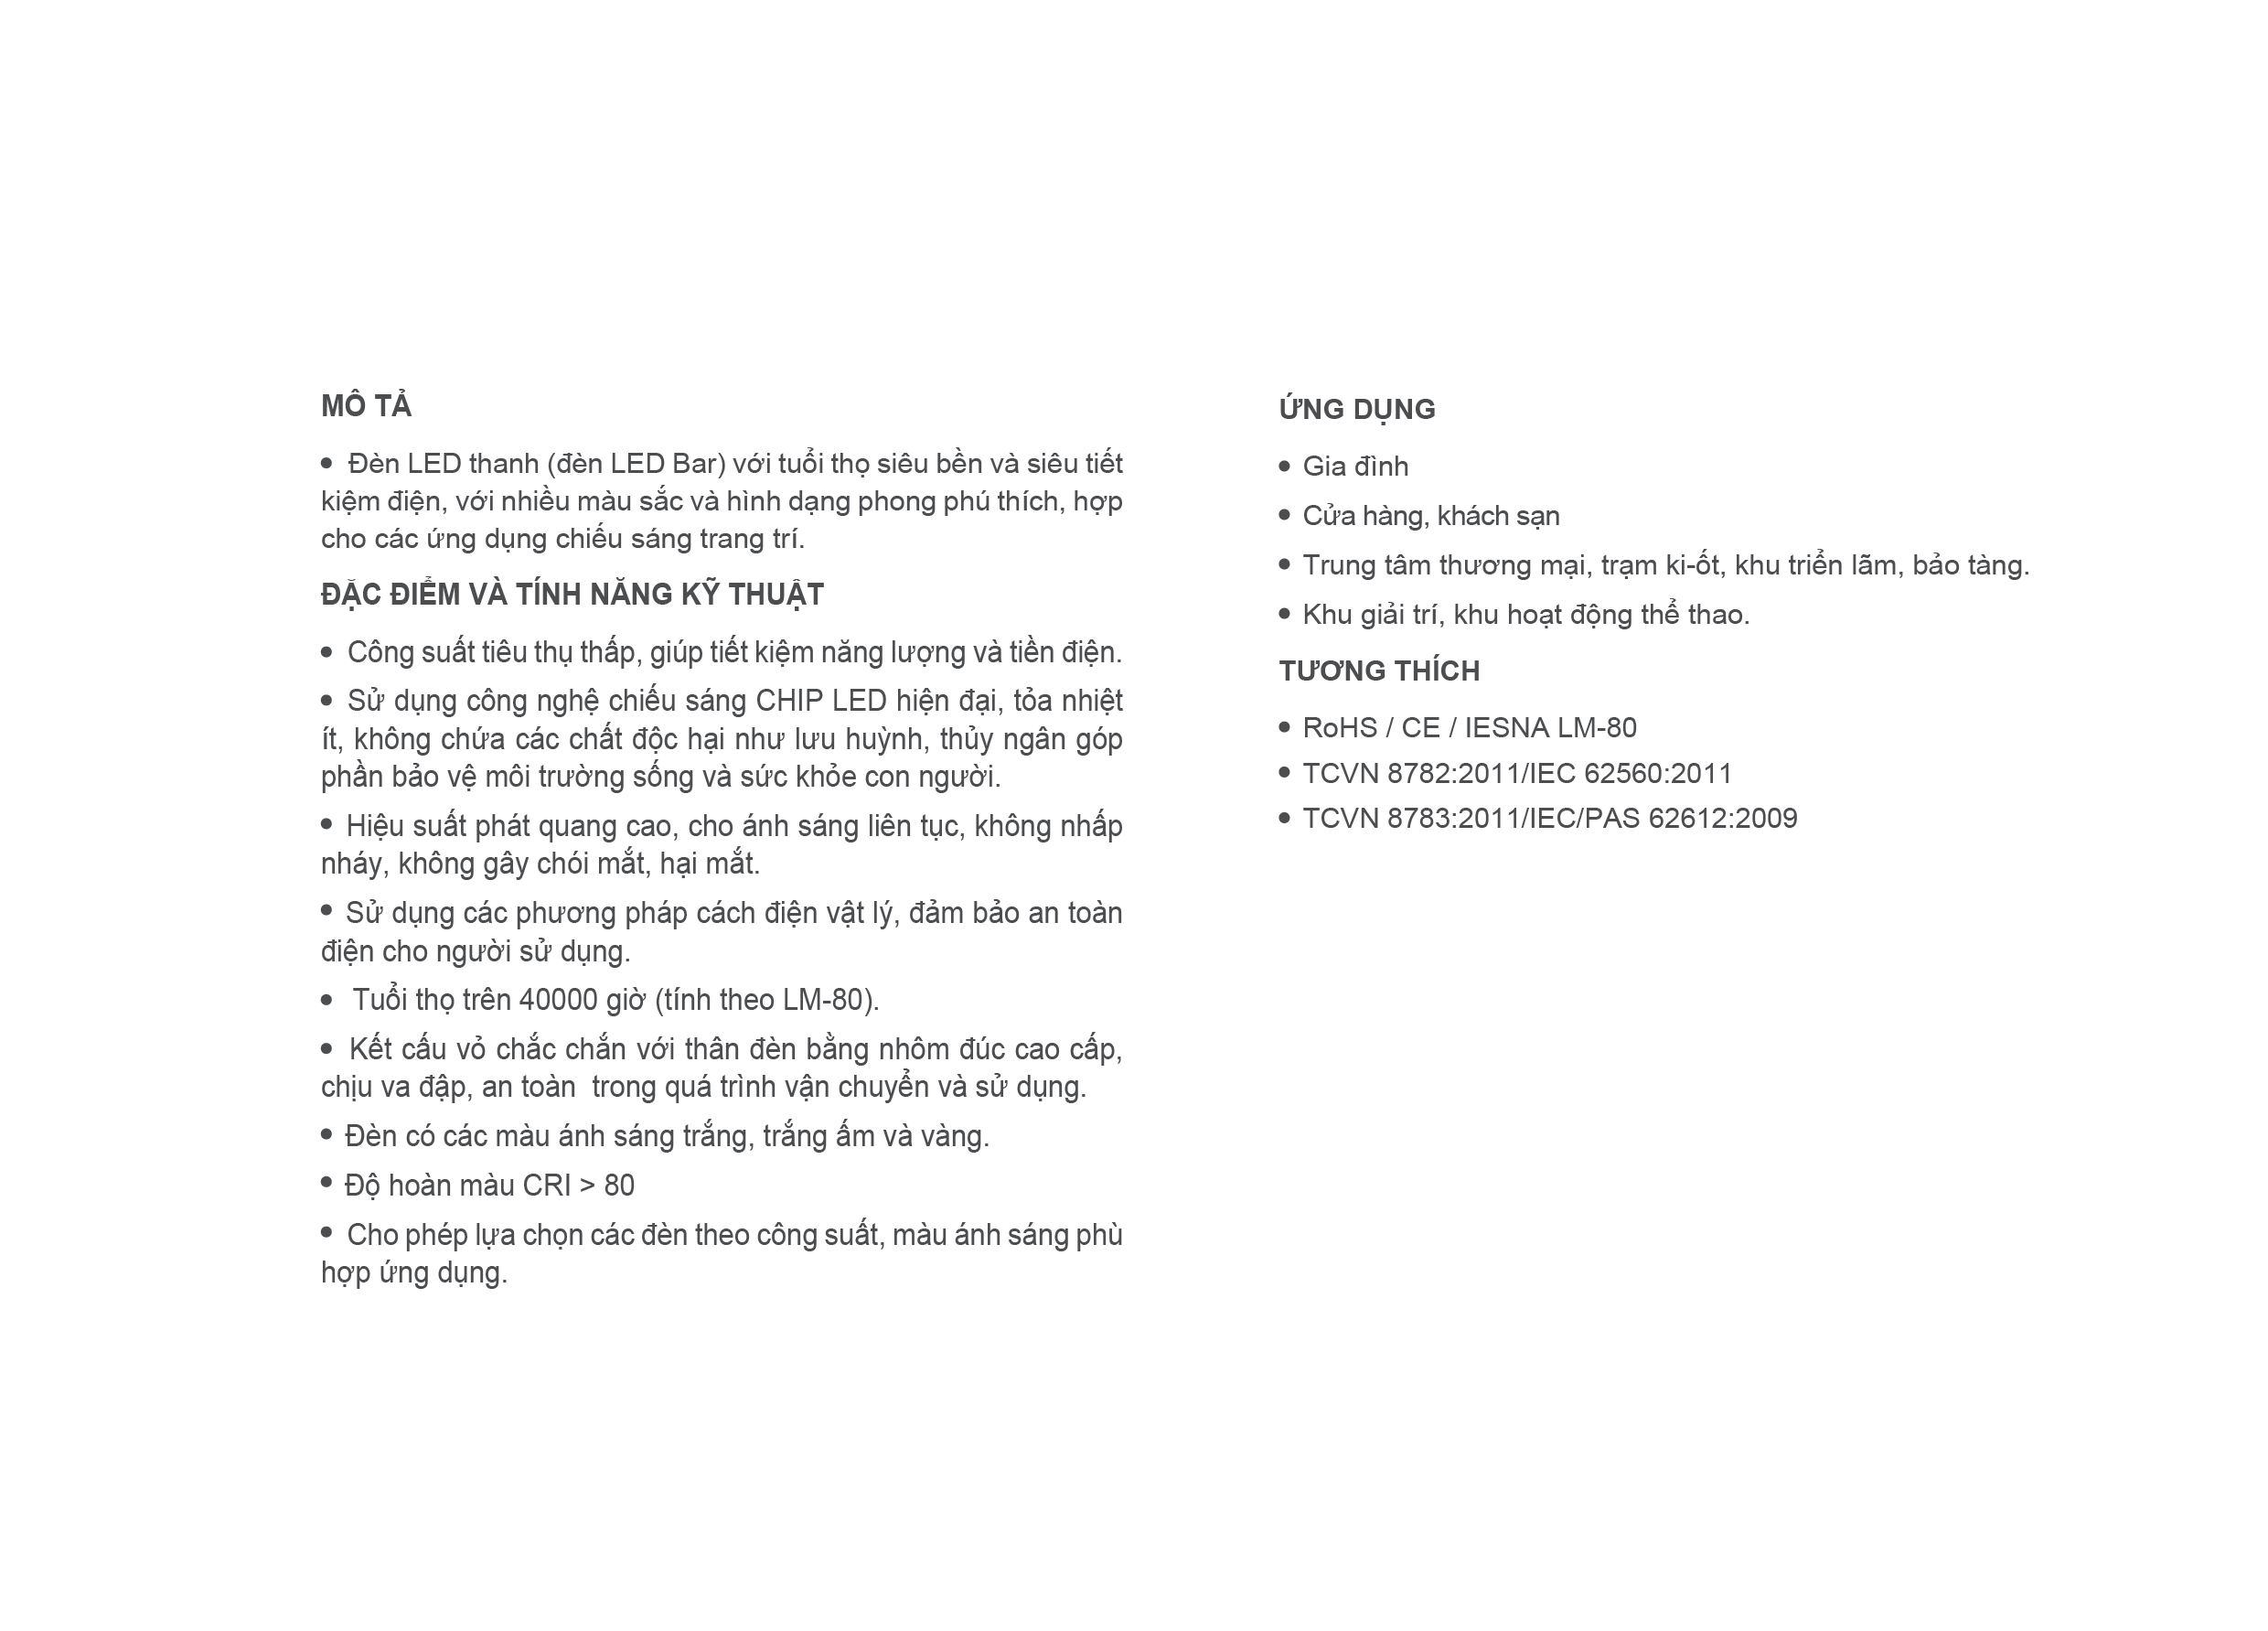 MÔ TẢ
• Đèn LED thanh (đèn LED Bar) với tuổi thọ siêu bền và siêu tiết
kiệm điện, với nhiều màu sắc và hình dạng phong phú thích, hợp
cho các ứng dụng chiếu sáng trang trí.
ĐẶC ĐIỂM VÀ TÍNH NĂNG KỸ THUẬT
• Công suất tiêu thụ thấp, giúp tiết kiệm năng lượng và tiền điện.
• Sử dụng công nghệ chiếu sáng CHIP LED hiện đại, tỏa nhiệt
ít, không chứa các chất độc hại như lưu huỳnh, thủy ngân góp
phần bảo vệ môi trường sống và sức khỏe con người.
• Hiệu suất phát quang cao, cho ánh sáng liên tục, không nhấp
nháy, không gây chói mắt, hại mắt.
• Sử dụng các phương pháp cách điện vật lý, đảm bảo an toàn
điện cho người sử dụng.
• Tuổi thọ trên 40000 giờ (tính theo LM-80).
• Kết cấu vỏ chắc chắn với thân đèn bằng nhôm đúc cao cấp,
chịu va đập, an toàn  trong quá trình vận chuyển và sử dụng.
• Đèn có các màu ánh sáng trắng, trắng ấm và vàng.
• Độ hoàn màu CRI > 80
• Cho phép lựa chọn các đèn theo công suất, màu ánh sáng phù
hợp ứng dụng.
ỨNG DỤNG
• Gia đình
• Cửa hàng, khách sạn
• Trung tâm thương mại, trạm ki-ốt, khu triển lãm, bảo tàng.
• Khu giải trí, khu hoạt động thể thao.
TƯƠNG THÍCH
• RoHS / CE / IESNA LM-80
• TCVN 8782:2011/IEC 62560:2011
• TCVN 8783:2011/IEC/PAS 62612:2009